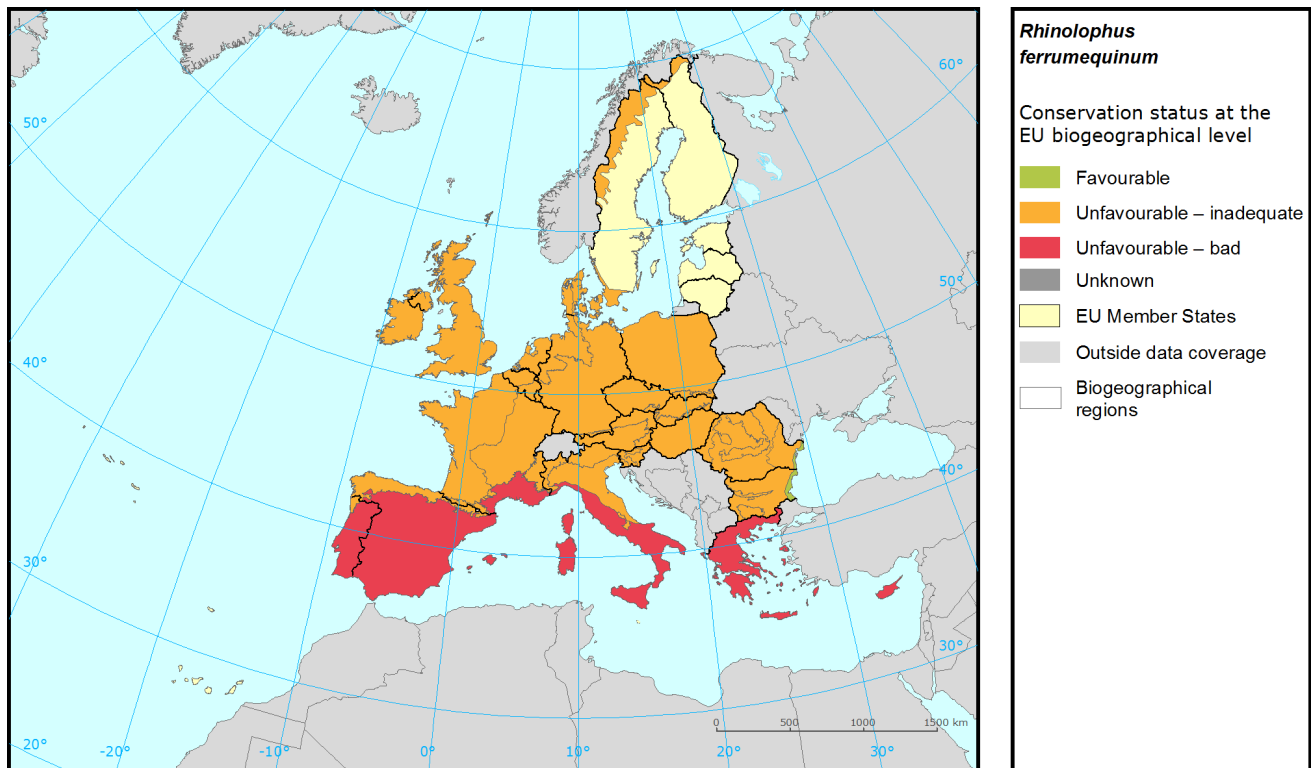 Rhinolophus
ferrumequinum
Conservation status at the
EU biogeographical level
Favourable
Unfavourable – inadequate
Unfavourable – bad
Unknown
EU Member States
Outside data coverage
Biogeographical
regions
60°
50°
50°
40°
40°
30°
30°
20°
-20°
-10°
0°
10°
20°
30°
0
500
1000
1500 km